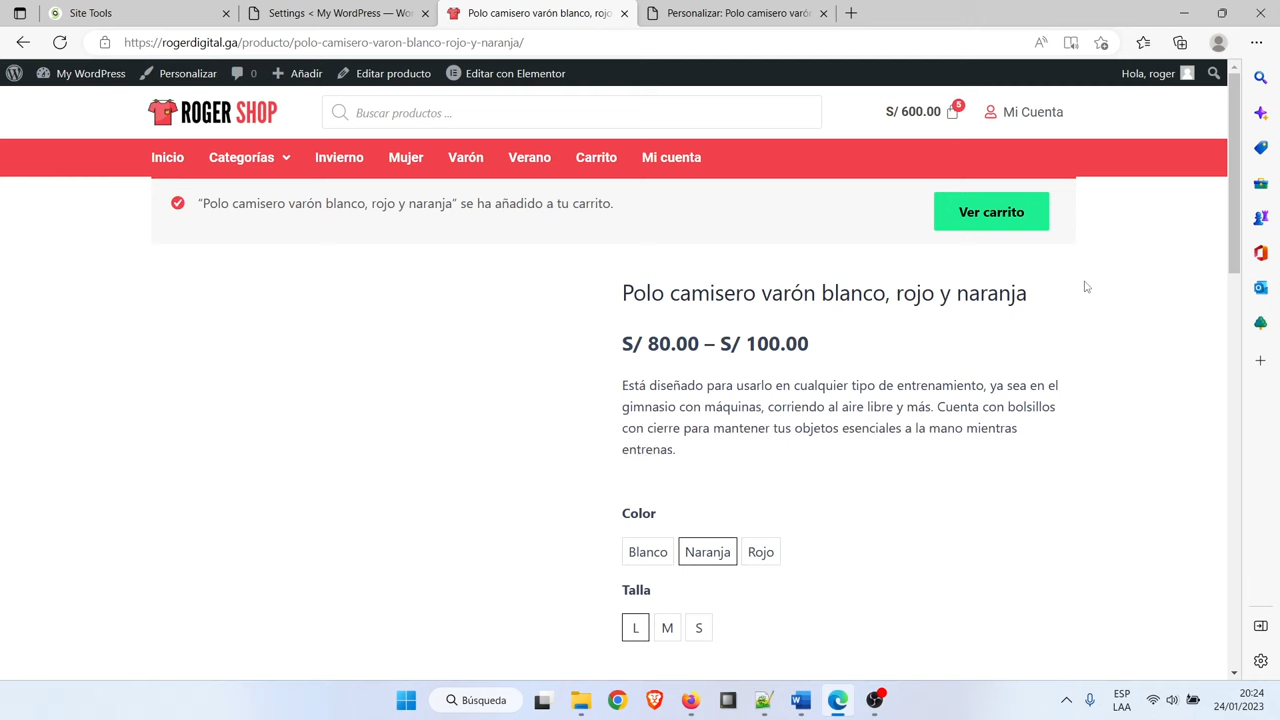 Site Tools
Settings < My WordPress — Wo
Polo camisero varón blanco, rojo
Personalizar: Polo camisero varón
https://rogerdigital.ga/producto/polo-camisero-varon-blanco-rojo-y-naranja/
My WordPress
Personalizar
0
Añadir
Editar producto
Editar con Elementor
Hola, roger
ROGER SHOP
Buscar productos ...
S/ 600.00
5
Mi Cuenta
Inicio
Categorías
Invierno
Mujer
Varón
Verano
Carrito
Mi cuenta
“Polo camisero varón blanco, rojo y naranja” se ha añadido a tu carrito.
Ver carrito
Polo camisero varón blanco, rojo y naranja
S/ 80.00 – S/ 100.00
Está diseñado para usarlo en cualquier tipo de entrenamiento, ya sea en el
gimnasio con máquinas, corriendo al aire libre y más. Cuenta con bolsillos
con cierre para mantener tus objetos esenciales a la mano mientras
entrenas.
Color
Blanco
Naranja
Rojo
Talla
L
M
S
Búsqueda
ESP
LAA
20:24
24/01/2023